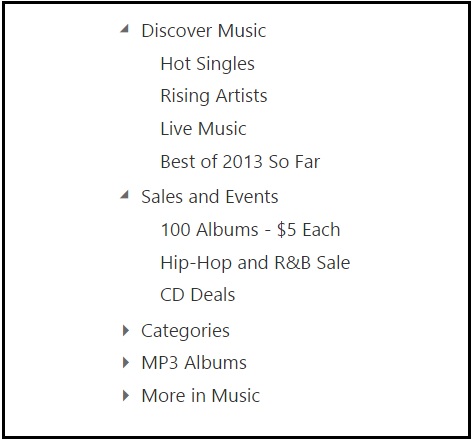 Discover Music
Hot Singles
Rising Artists
Live Music
Best of 2013 So Far
Sales and Events
100 Albums - $5 Each
Hip-Hop and R&B Sale
CD Deals
Categories
MP3 Albums
More in Music